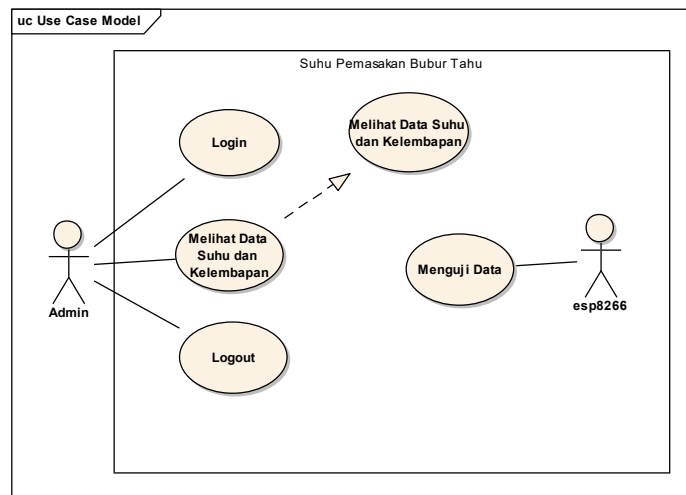 uc Use Case Model
Suhu Pemasakan Bubur Tahu
Melihat Data Suhu
dan Kelembapan
Login
Melihat Data
Suhu dan
Kelembapan
Menguji Data
Admin
esp8266
Logout